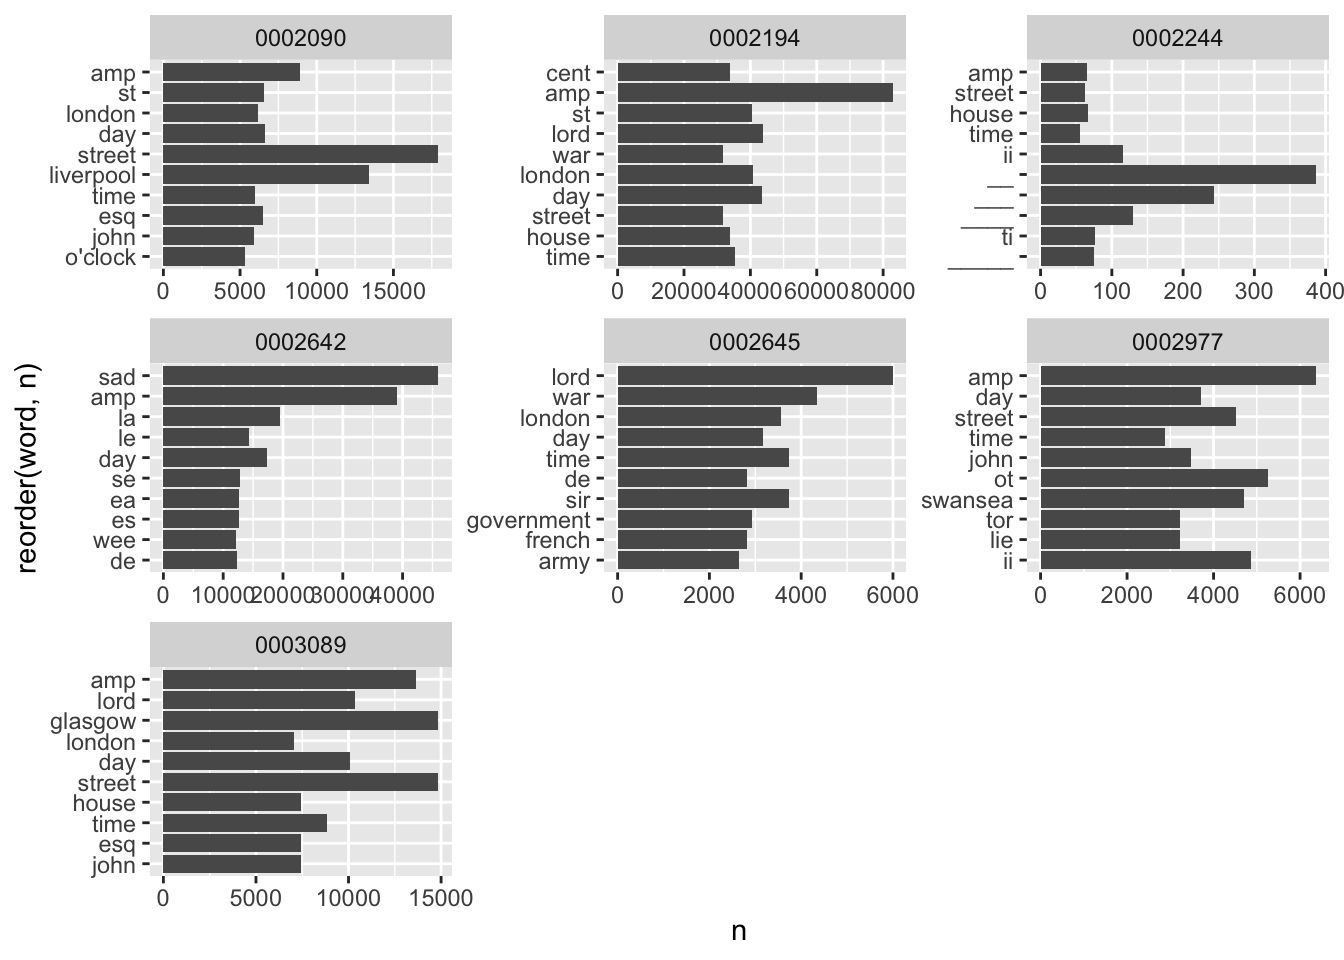 0002090
amp
st
london
day
street
liverpool
time
esq
john
o'clock
0 5000 10000 15000
0002194
cent
amp
st
lord
war
london
day
street
house
time
0 20000 40000 60000 80000
0002244
amp
street
house
time
ii
__
___
____
ti
_____
0 100 200 300 400
reorder(word, n)
0002642
sad
amp
la
le
day
se
ea
es
wee
de
0 10000 20000 30000 40000
0002645
lord
war
london
day
time
de
sir
government
french
army
0 2000 4000 6000
0002977
amp
day
street
time
john
ot
swansea
tor
lie
ii
0 2000 4000 6000
0003089
amp
lord
glasgow
london
day
street
house
time
esq
john
0 5000 10000 15000
n